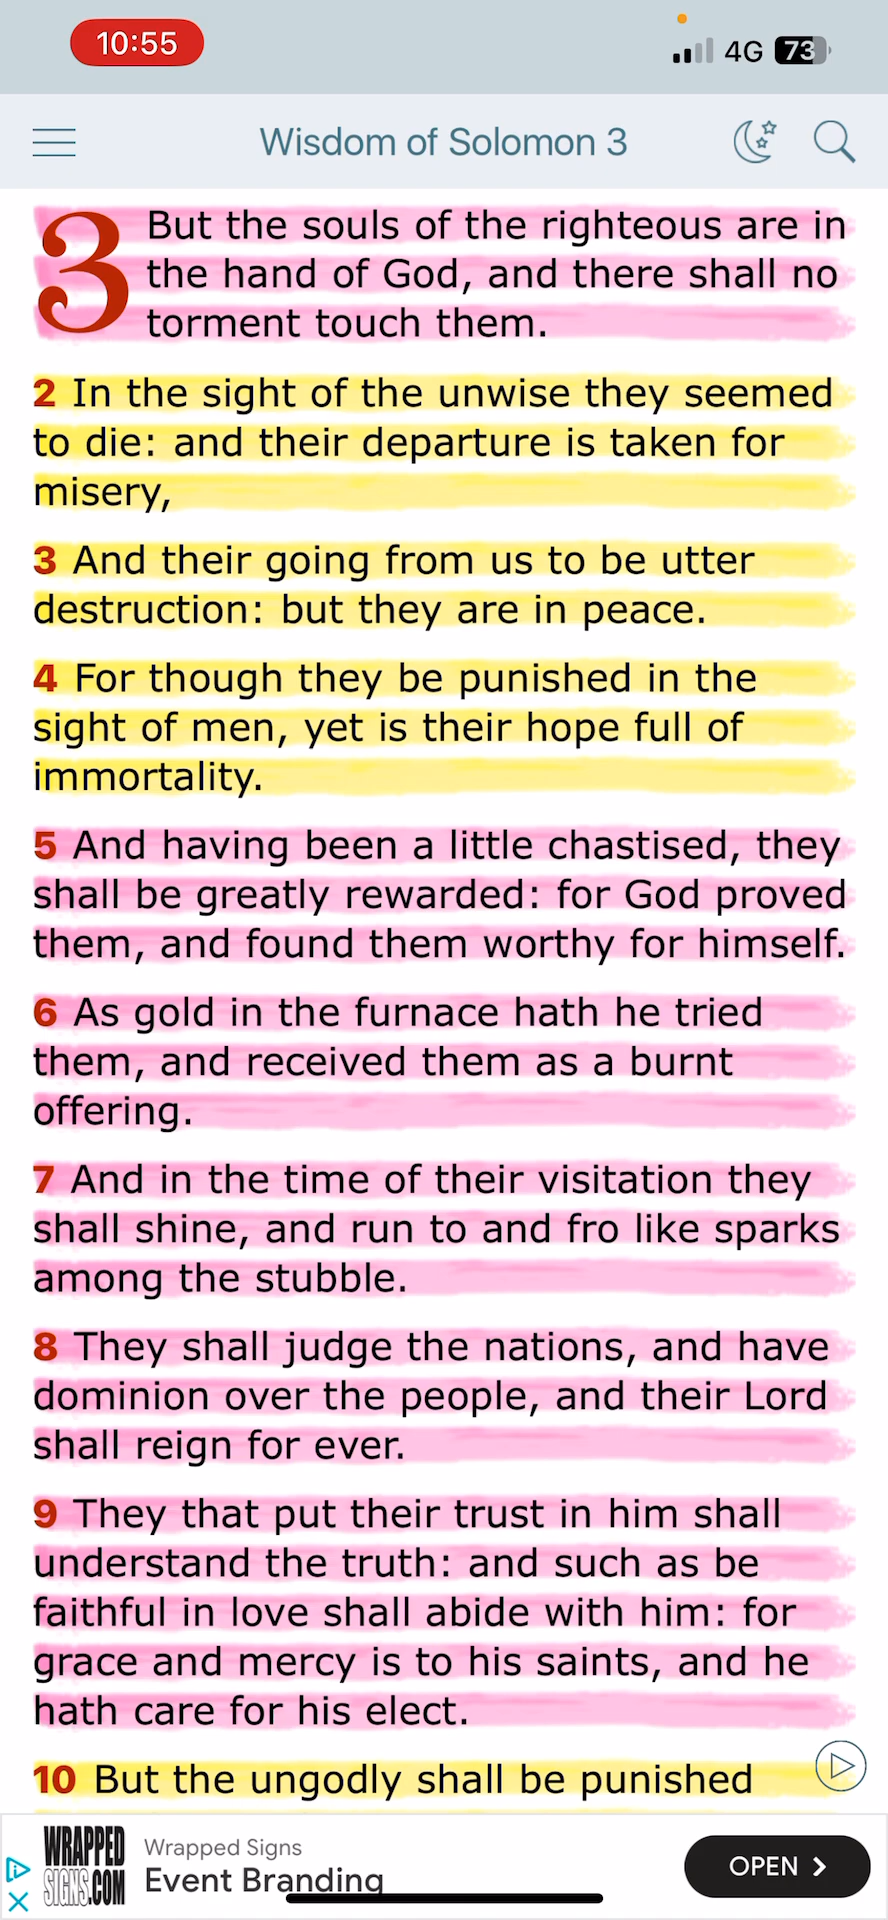 10:55
4G 73
Wisdom of Solomon 3
3 But the souls of the righteous are in
the hand of God, and there shall no
torment touch them.
2 In the sight of the unwise they seemed
to die: and their departure is taken for
misery,
3 And their going from us to be utter
destruction: but they are in peace.
4 For though they be punished in the
sight of men, yet is their hope full of
immortality.
5 And having been a little chastised, they
shall be greatly rewarded: for God proved
them, and found them worthy for himself.
6 As gold in the furnace hath he tried
them, and received them as a burnt
offering.
7 And in the time of their visitation they
shall shine, and run to and fro like sparks
among the stubble.
8 They shall judge the nations, and have
dominion over the people, and their Lord
shall reign for ever.
9 They that put their trust in him shall
understand the truth: and such as be
faithful in love shall abide with him: for
grace and mercy is to his saints, and he
hath care for his elect.
10 But the ungodly shall be punished
WRAPPED
SIGNS.COM
Wrapped Signs
Event Branding
OPEN